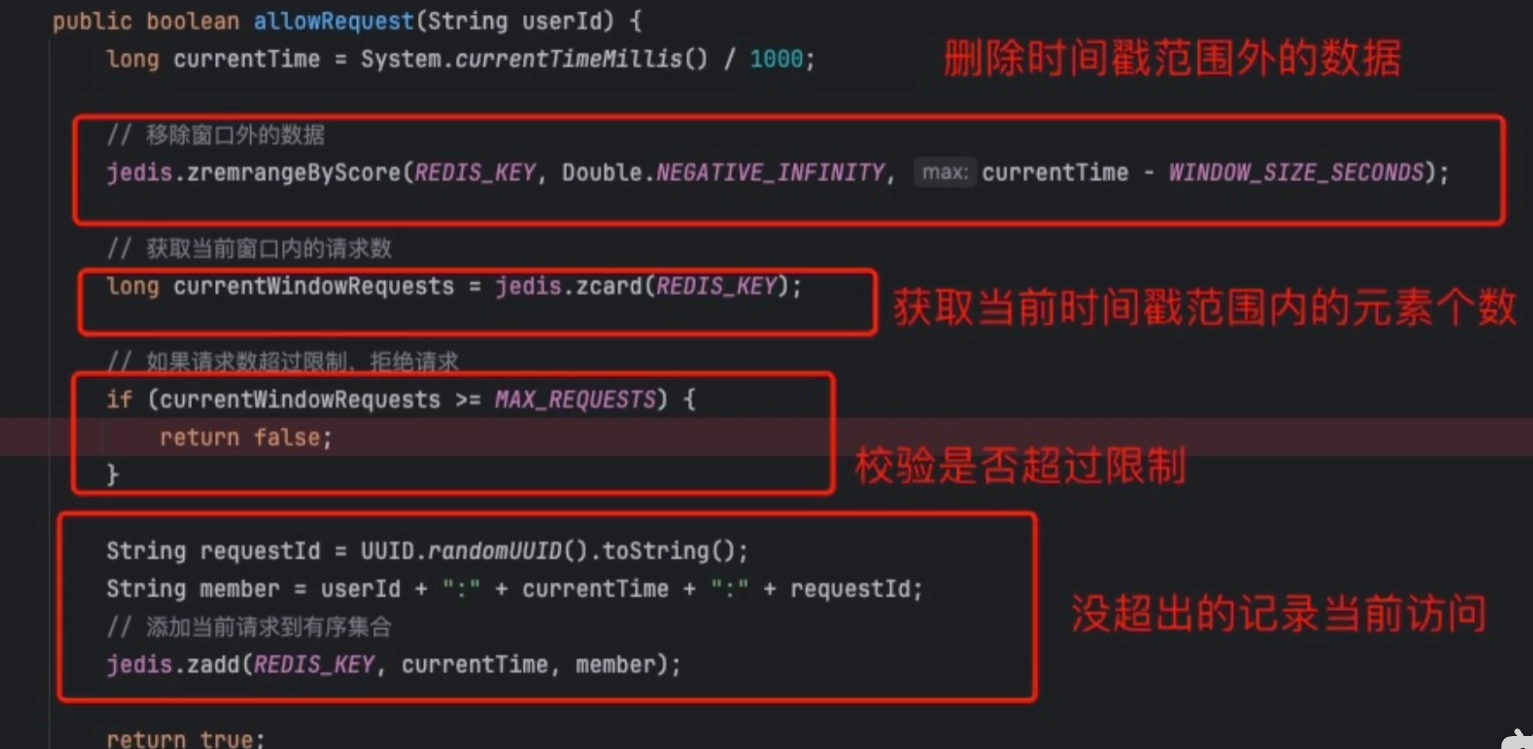 public boolean allowRequest(String userId) {
long currentTime = System.currentTimeMillis() / 1000;
删除时间戳范围外的数据
// 移除窗口外的数据
jedis.zremrangeByScore(REDIS_KEY, Double.NEGATIVE_INFINITY, max: currentTime - WINDOW_SIZE_SECONDS);
// 获取当前窗口内的请求数
long currentWindowRequests = jedis.zcard(REDIS_KEY);
获取当前时间戳范围内的元素个数
// 如果请求数超过限制，拒绝请求
if (currentWindowRequests >= MAX_REQUESTS) {
return false;
}
校验是否超过限制
String requestId = UUID.randomUUID().toString();
String member = userId + ":" + currentTime + ":" + requestId;
没超出的记录当前访问
// 添加当前请求到有序集合
jedis.zadd(REDIS_KEY, currentTime, member);
return true;